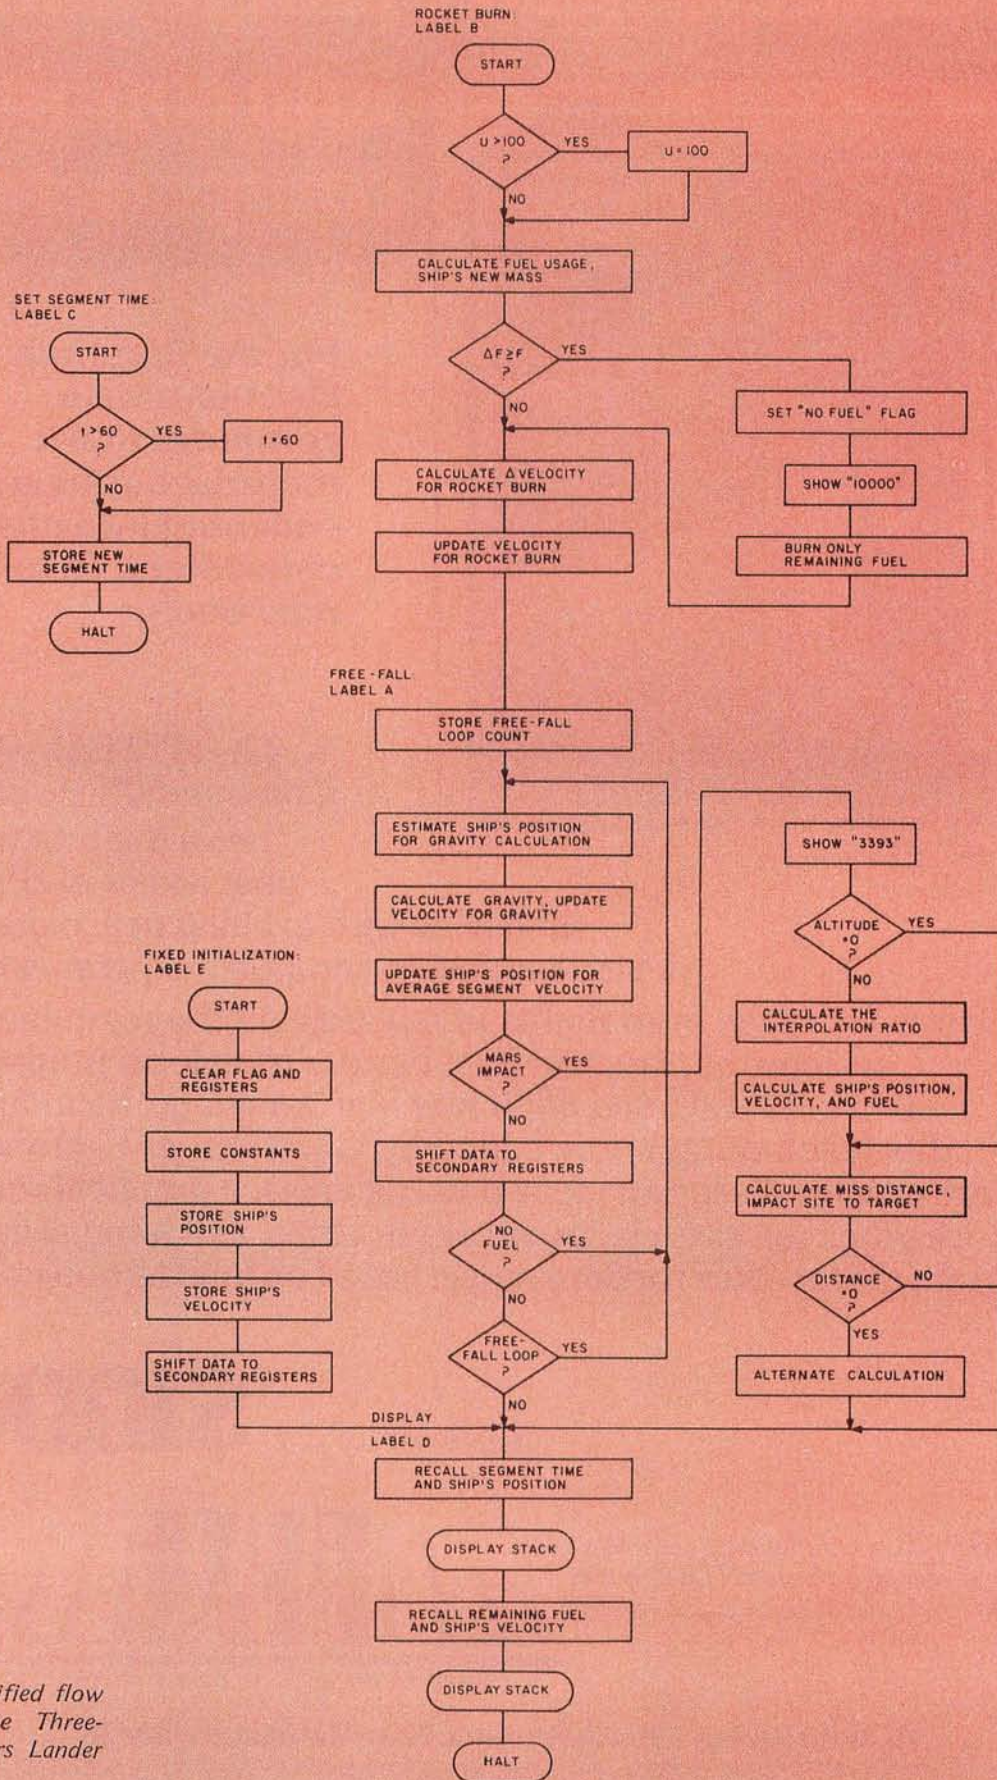 ROCKET BURN:
LABEL B
START
U >100
?
YES
U = 100
NO
CALCULATE FUEL USAGE,
SHIP'S NEW MASS
ΔF≥F
?
YES
NO
SET "NO FUEL" FLAG
SHOW "10000"
BURN ONLY
REMAINING FUEL
CALCULATE Δ VELOCITY
FOR ROCKET BURN
UPDATE VELOCITY
FOR ROCKET BURN
SET SEGMENT TIME:
LABEL C
START
t >60
?
YES
t = 60
NO
STORE NEW
SEGMENT TIME
HALT
FREE-FALL
LABEL A
STORE FREE-FALL
LOOP COUNT
ESTIMATE SHIP'S POSITION
FOR GRAVITY CALCULATION
CALCULATE GRAVITY, UPDATE
VELOCITY FOR GRAVITY
UPDATE SHIP'S POSITION FOR
AVERAGE SEGMENT VELOCITY
MARS
IMPACT
?
YES
NO
SHIFT DATA TO
SECONDARY REGISTERS
NO
FUEL
?
YES
NO
FREE-
FALL LOOP
?
YES
NO
SHOW "3393"
ALTITUDE
=0
?
YES
NO
CALCULATE THE
INTERPOLATION RATIO
CALCULATE SHIP'S POSITION,
VELOCITY, AND FUEL
CALCULATE MISS DISTANCE,
IMPACT SITE TO TARGET
DISTANCE
=0
?
NO
YES
ALTERNATE CALCULATION
FIXED INITIALIZATION:
LABEL E
START
CLEAR FLAG AND
REGISTERS
STORE CONSTANTS
STORE SHIP'S
POSITION
STORE SHIP'S
VELOCITY
SHIFT DATA TO
SECONDARY REGISTERS
DISPLAY
LABEL D
RECALL SEGMENT TIME
AND SHIP'S POSITION
DISPLAY STACK
RECALL REMAINING FUEL
AND SHIP'S VELOCITY
DISPLAY STACK
HALT
ified flow
e Three-
rs Lander